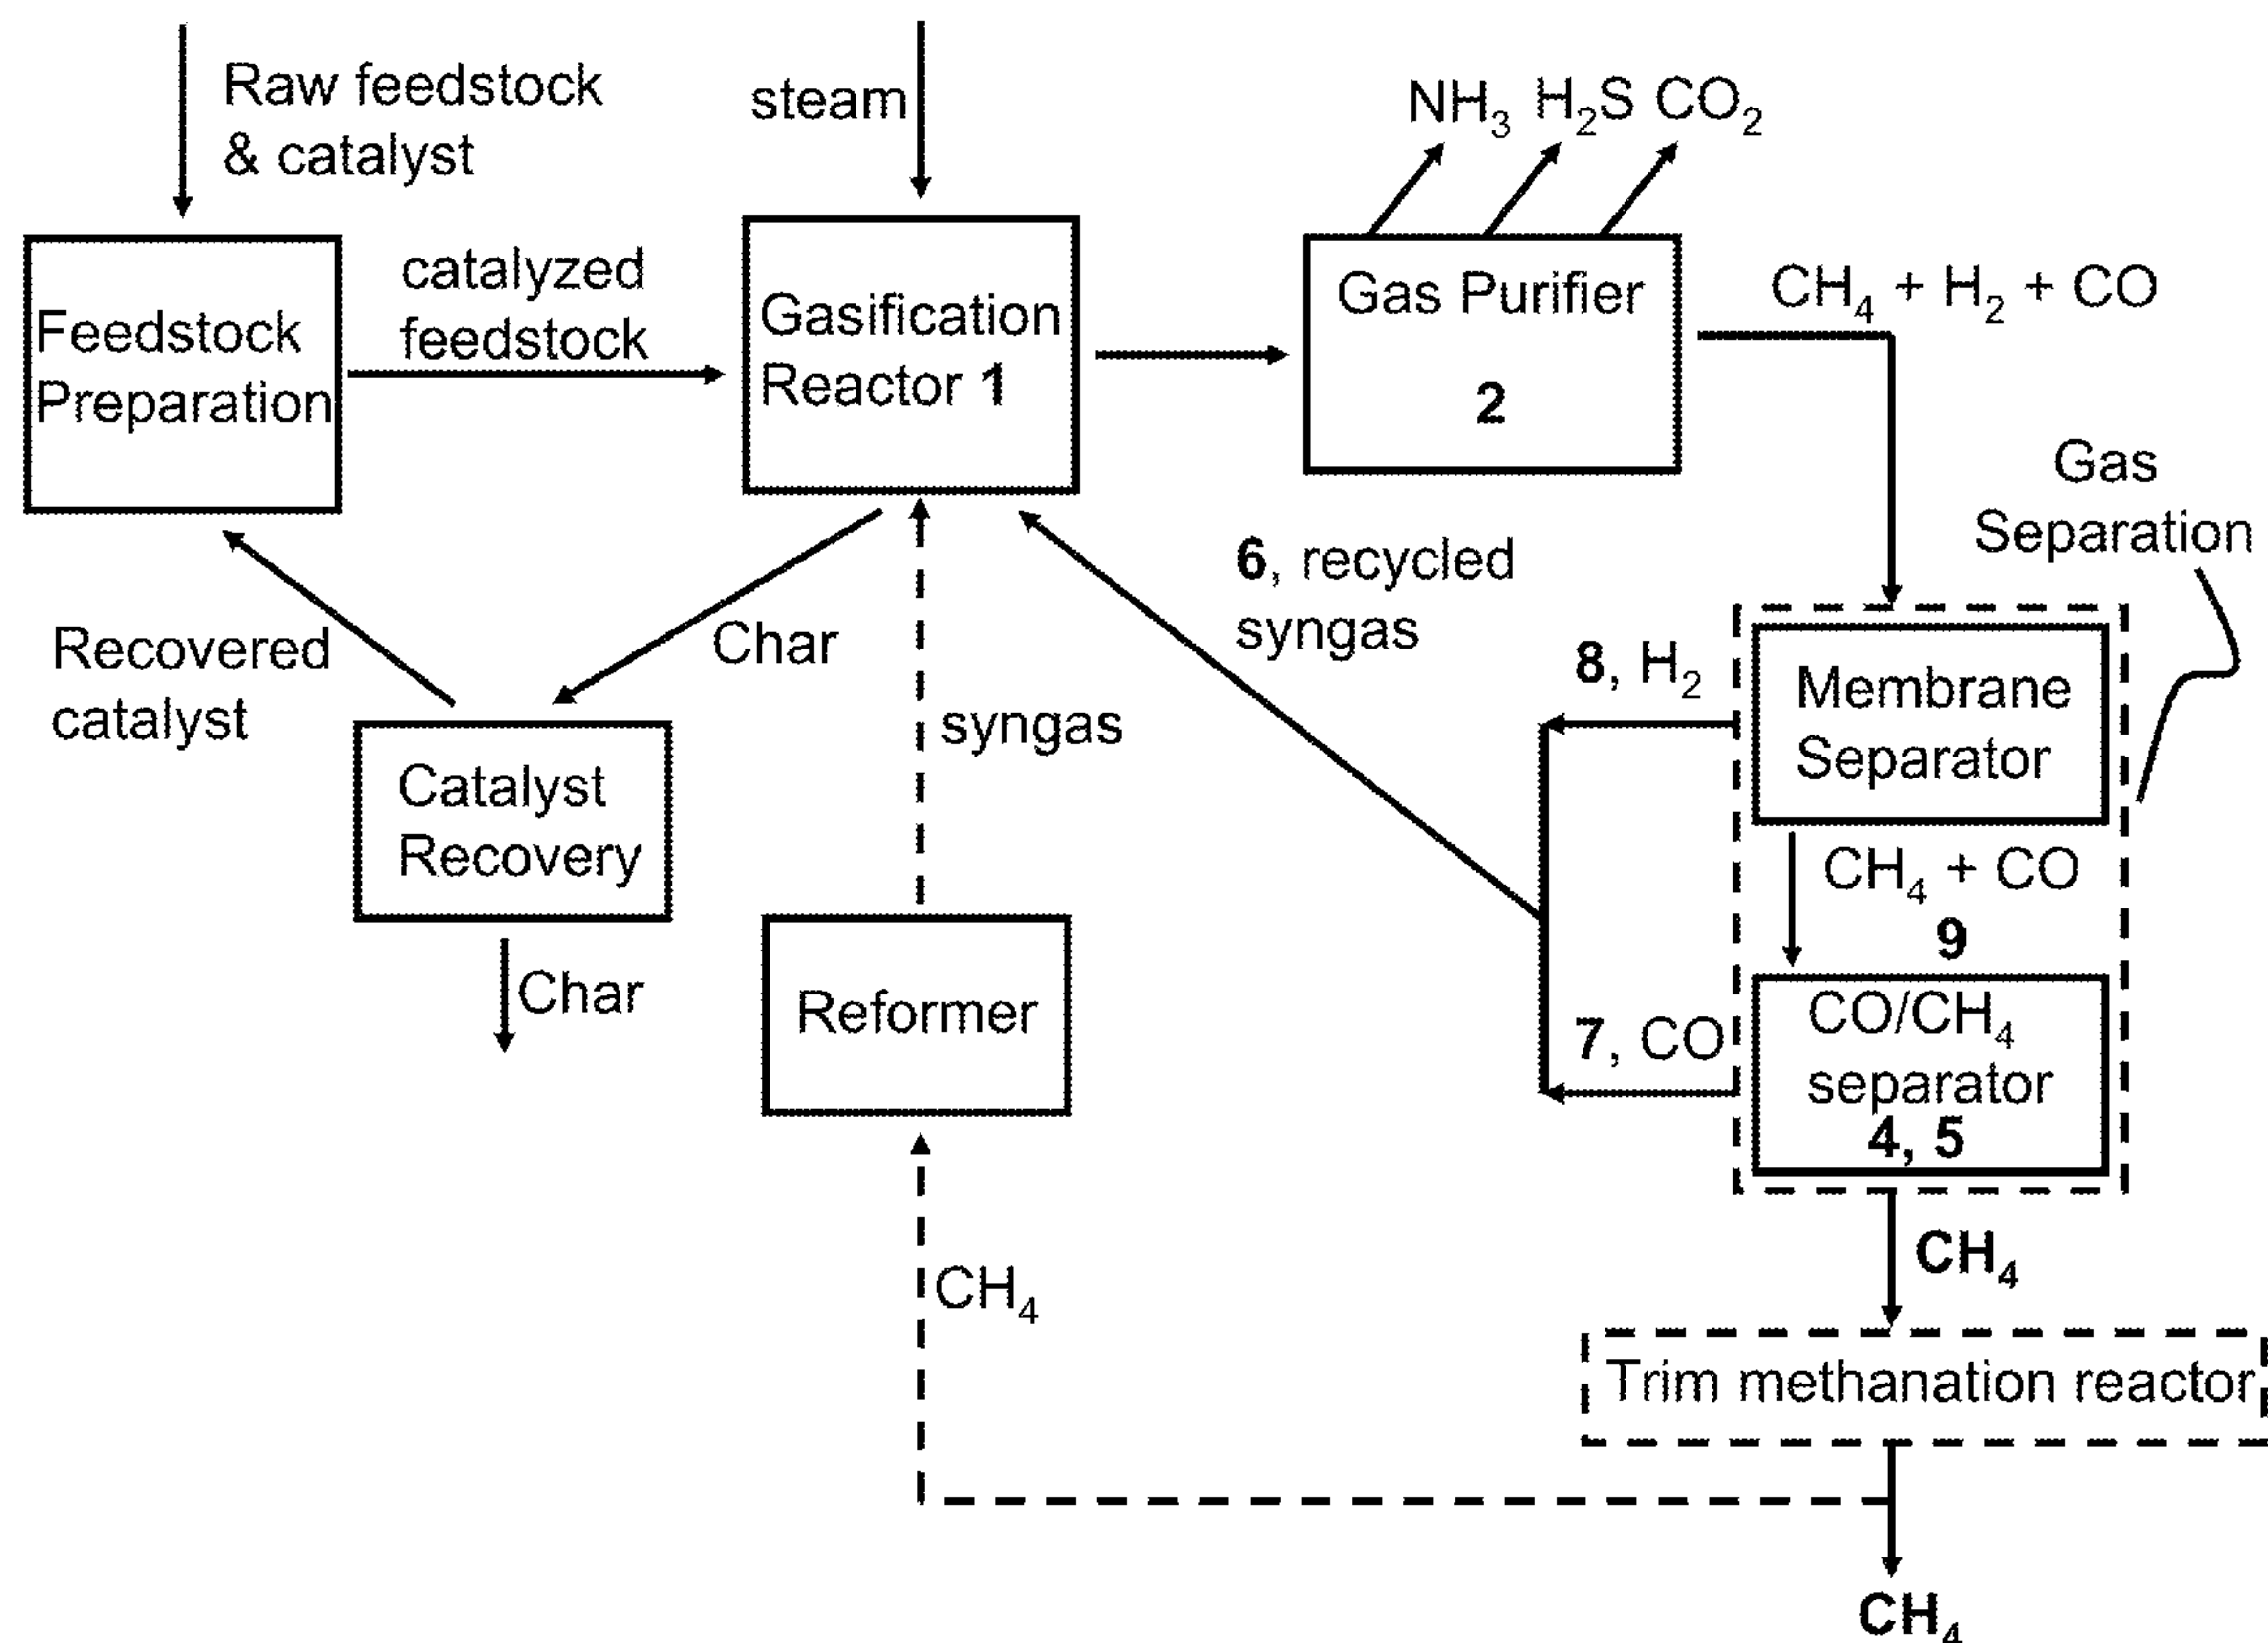 Raw feedstock
& catalyst
steam
NH₃ H₂S CO₂
Feedstock
Preparation
catalyzed
feedstock
Gasification
Reactor 1
Gas Purifier
2
CH₄ + H₂ + CO
Gas
Separation
6, recycled
syngas
Recovered
catalyst
Char
syngas
8, H₂
Membrane
Separator
Catalyst
Recovery
CH₄ + CO
9
Char
Reformer
7, CO
CO/CH₄
separator
4, 5
CH₄
CH₄
Trim methanation reactor
CH₄